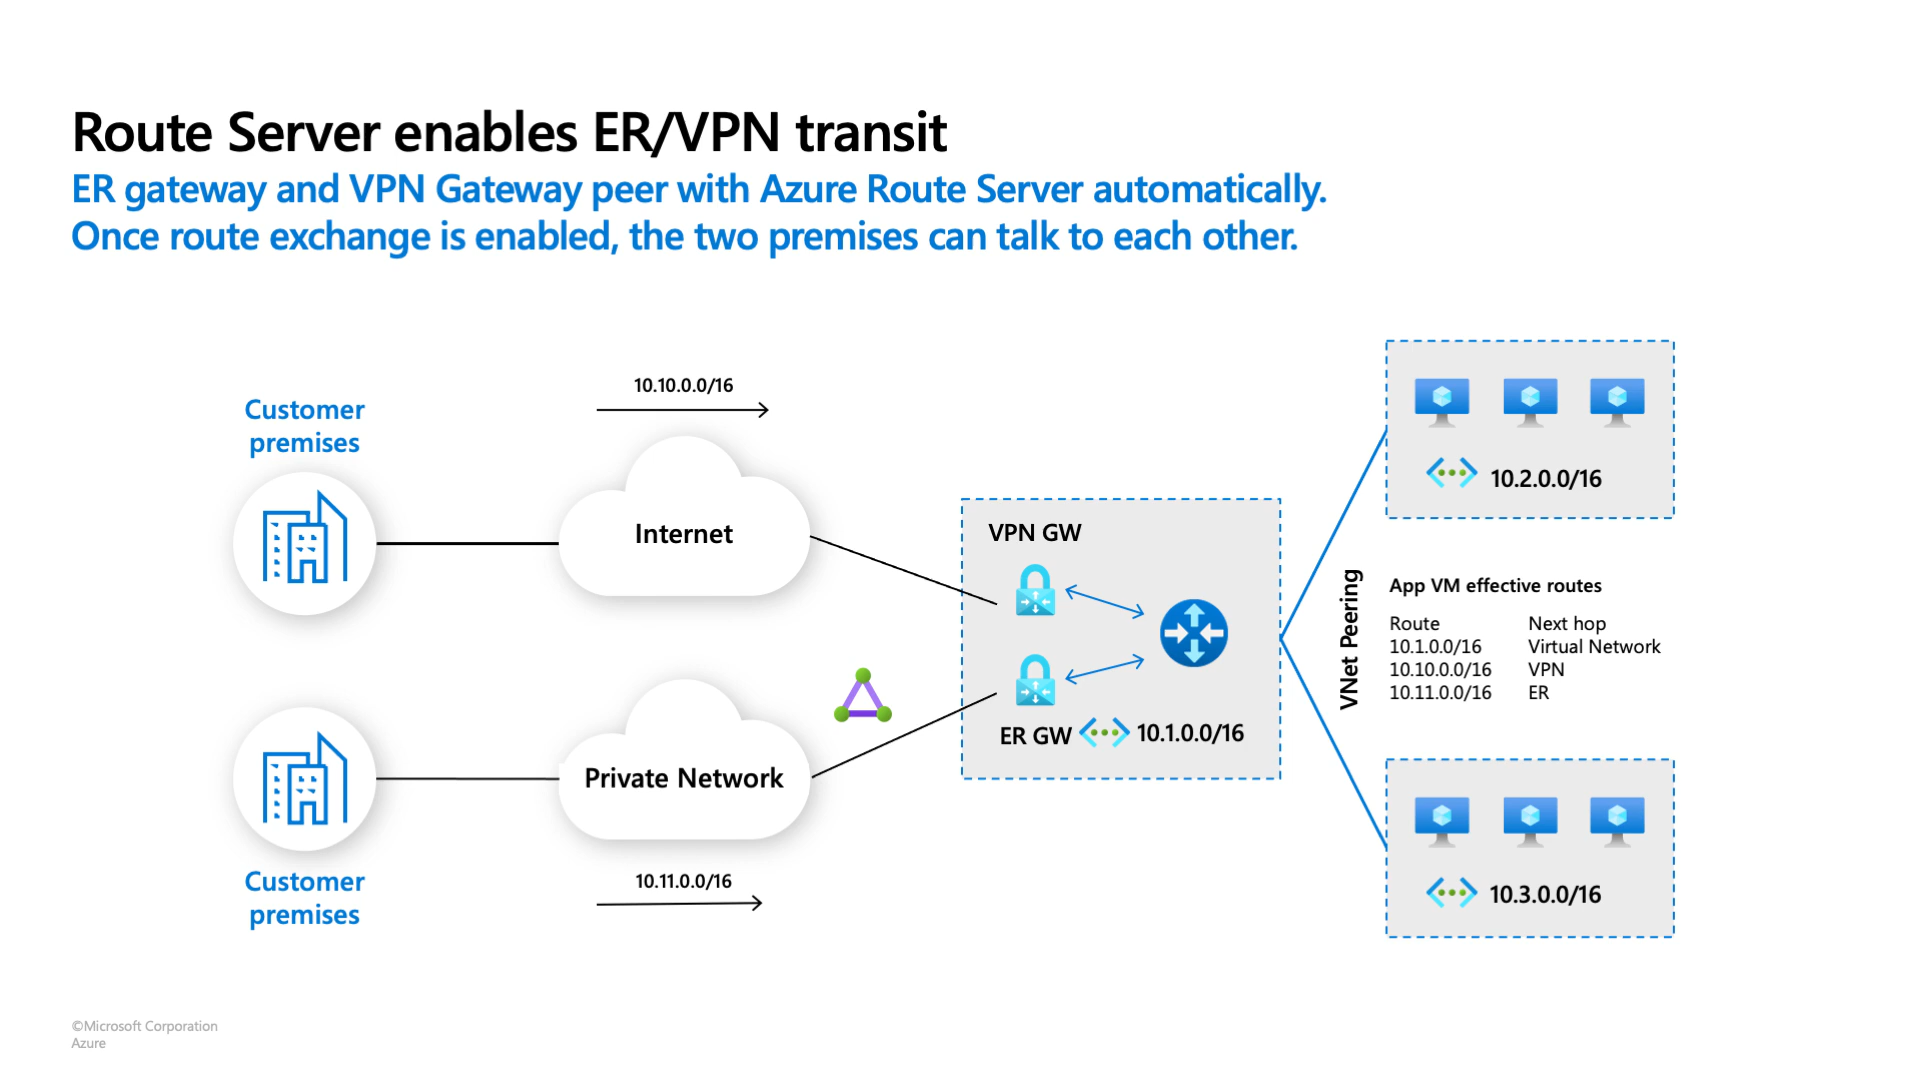 Route Server enables ER/VPN transit
ER gateway and VPN Gateway peer with Azure Route Server automatically.
Once route exchange is enabled, the two premises can talk to each other.
10.10.0.0/16
Customer
premises
Internet
Private Network
10.11.0.0/16
Customer
premises
VPN GW
ER GW
10.1.0.0/16
VNet Peering
10.2.0.0/16
App VM effective routes
Route Next hop
10.1.0.0/16 Virtual Network
10.10.0.0/16 VPN
10.11.0.0/16 ER
10.3.0.0/16
©Microsoft Corporation
Azure